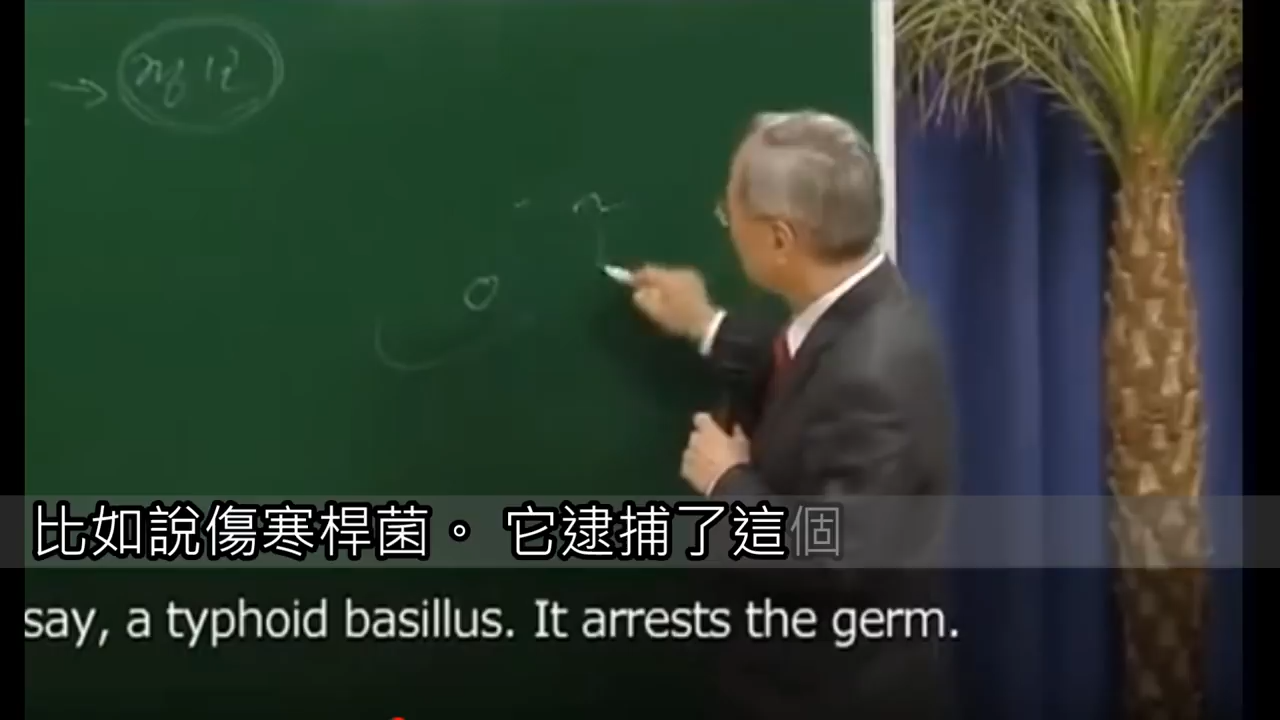 比如說傷寒桿菌。 它逮捕了這個
say, a typhoid basillus. It arrests the germ.